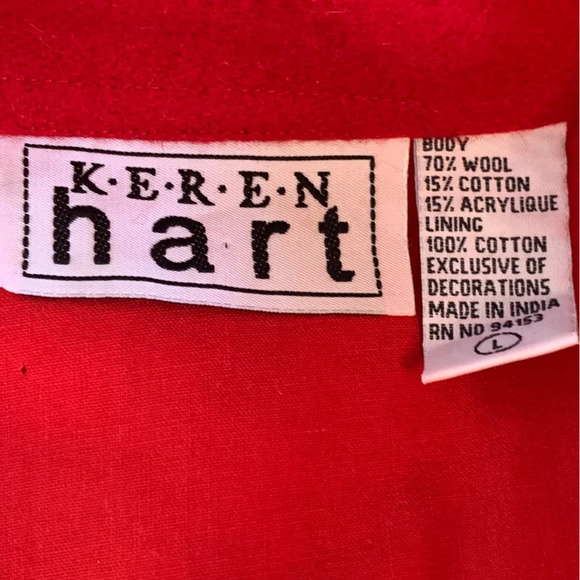 K·E·R·E·N
hart
BODY
70% WOOL
15% COTTON
15% ACRYLIQUE
LINING
100% COTTON
EXCLUSIVE OF
DECORATIONS
MADE IN INDIA
RN NO 94153
L